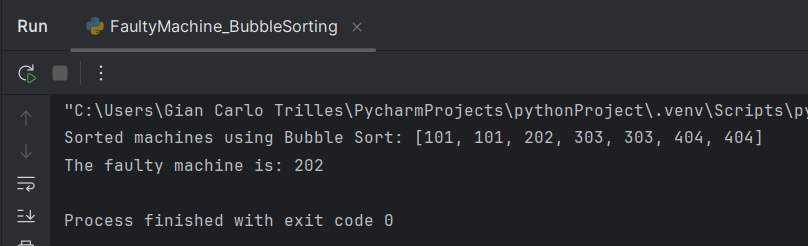 Run FaultyMachine_BubbleSorting
"C:\Users\Gian Carlo Trilles\PycharmProjects\pythonProject\.venv\Scripts\py
Sorted machines using Bubble Sort: [101, 101, 202, 303, 303, 404, 404]
The faulty machine is: 202
Process finished with exit code 0